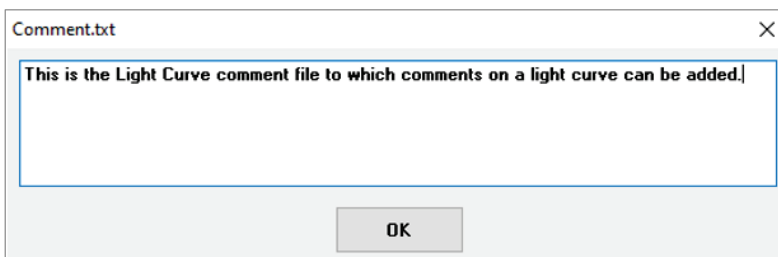 Comment.txt
This is the Light Curve comment file to which comments on a light curve can be added.
OK